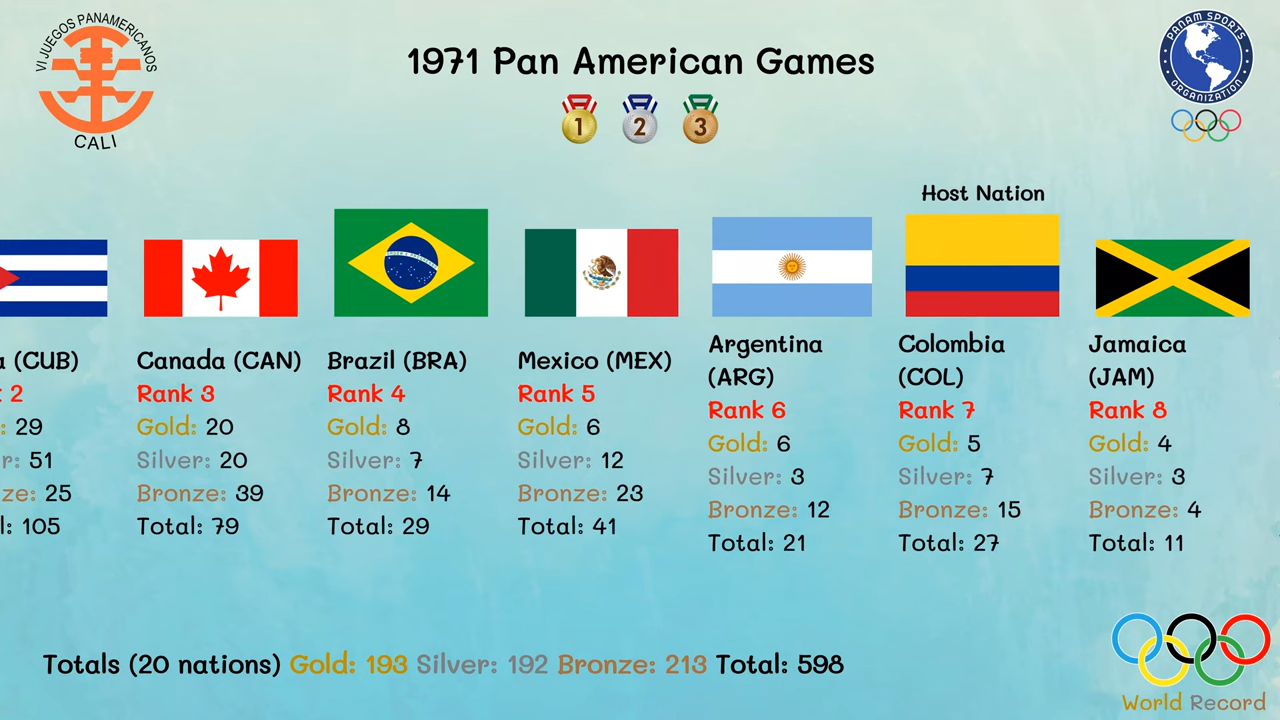 VI JUEGOS PANAMERICANOS
CALI
1971 Pan American Games
1 2 3
PANAM SPORTS
ORGANIZATION
Host Nation
a (CUB)
2
: 29
r: 51
ze: 25
l: 105
Canada (CAN)
Rank 3
Gold: 20
Silver: 20
Bronze: 39
Total: 79
Brazil (BRA)
Rank 4
Gold: 8
Silver: 7
Bronze: 14
Total: 29
Mexico (MEX)
Rank 5
Gold: 6
Silver: 12
Bronze: 23
Total: 41
Argentina
(ARG)
Rank 6
Gold: 6
Silver: 3
Bronze: 12
Total: 21
Colombia
(COL)
Rank 7
Gold: 5
Silver: 7
Bronze: 15
Total: 27
Jamaica
(JAM)
Rank 8
Gold: 4
Silver: 3
Bronze: 4
Total: 11
Totals (20 nations) Gold: 193 Silver: 192 Bronze: 213 Total: 598
World Record